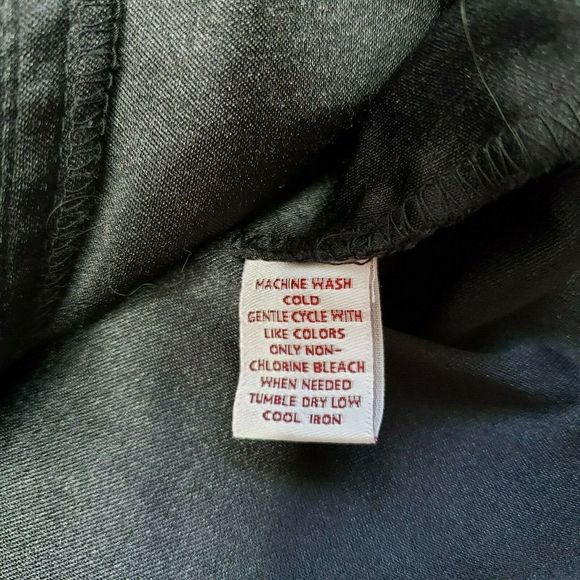 MACHINE WASH
COLD
GENTLE CYCLE WITH
LIKE COLORS
ONLY NON-
CHLORINE BLEACH
WHEN NEEDED
TUMBLE DRY LOW
COOL IRON